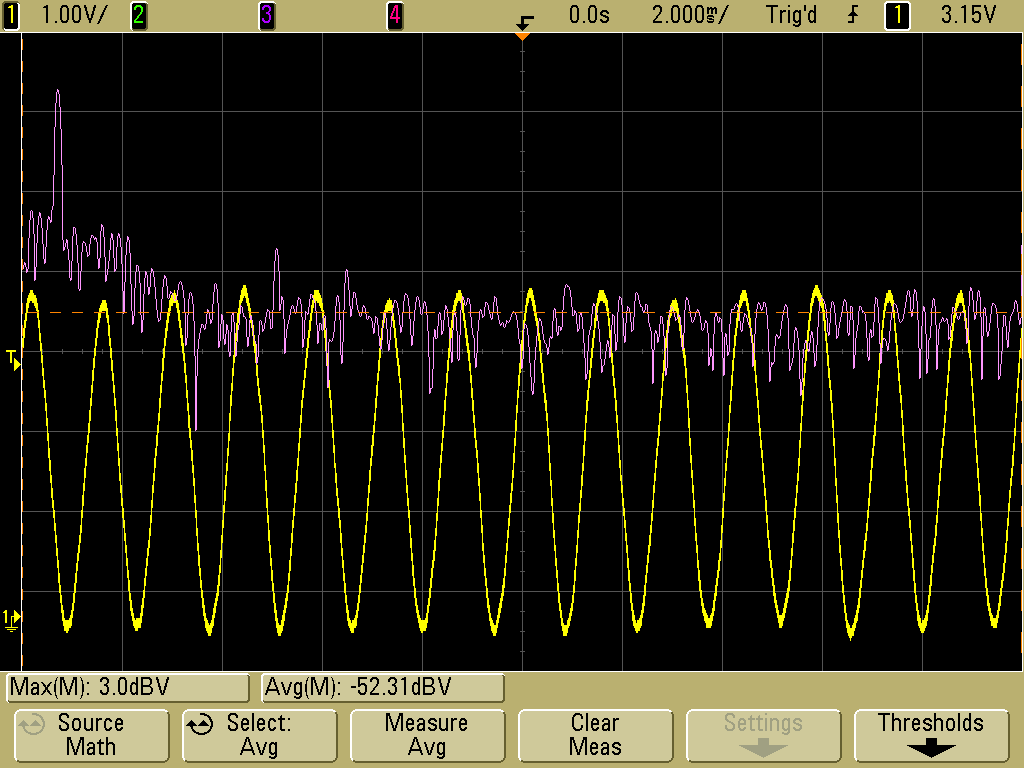 1 1.00V/ 2 3 4 0.0s 2.000ms/ Trig'd 1 3.15V
T
1
Max(M): 3.0dBV Avg(M): -52.31dBV
Source Math
Select: Avg
Measure Avg
Clear Meas
Settings
Thresholds